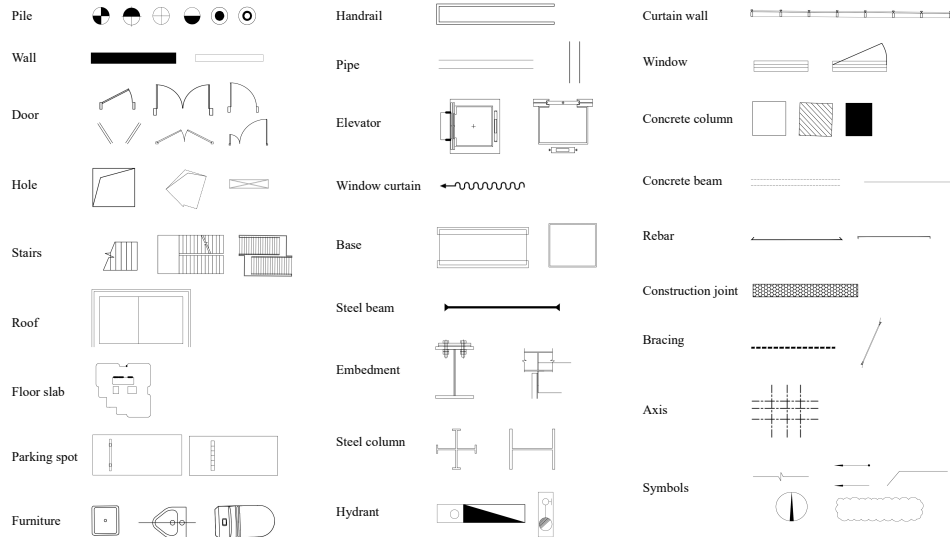 Pile
Wall
Door
Hole
Stairs
Roof
Floor slab
Parking spot
Furniture
Handrail
Pipe
Elevator
Window curtain
Base
Steel beam
Embedment
Steel column
Hydrant
Curtain wall
Window
Concrete column
Concrete beam
Rebar
Construction joint
Bracing
Axis
Symbols